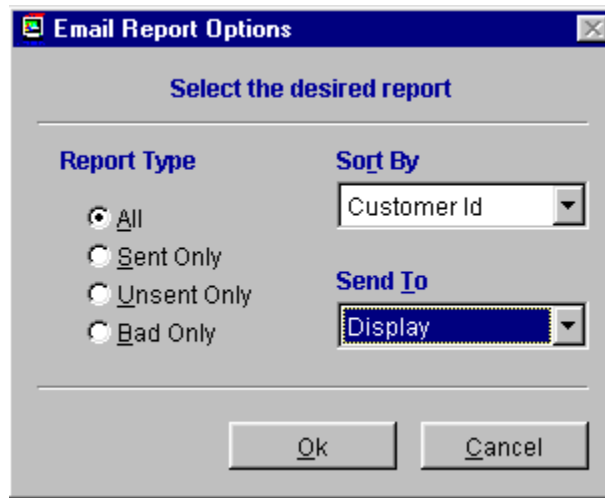 Email Report Options
Select the desired report
Report Type
All
Sent Only
Unsent Only
Bad Only
Sort By
Customer Id
Send To
Display
Ok
Cancel